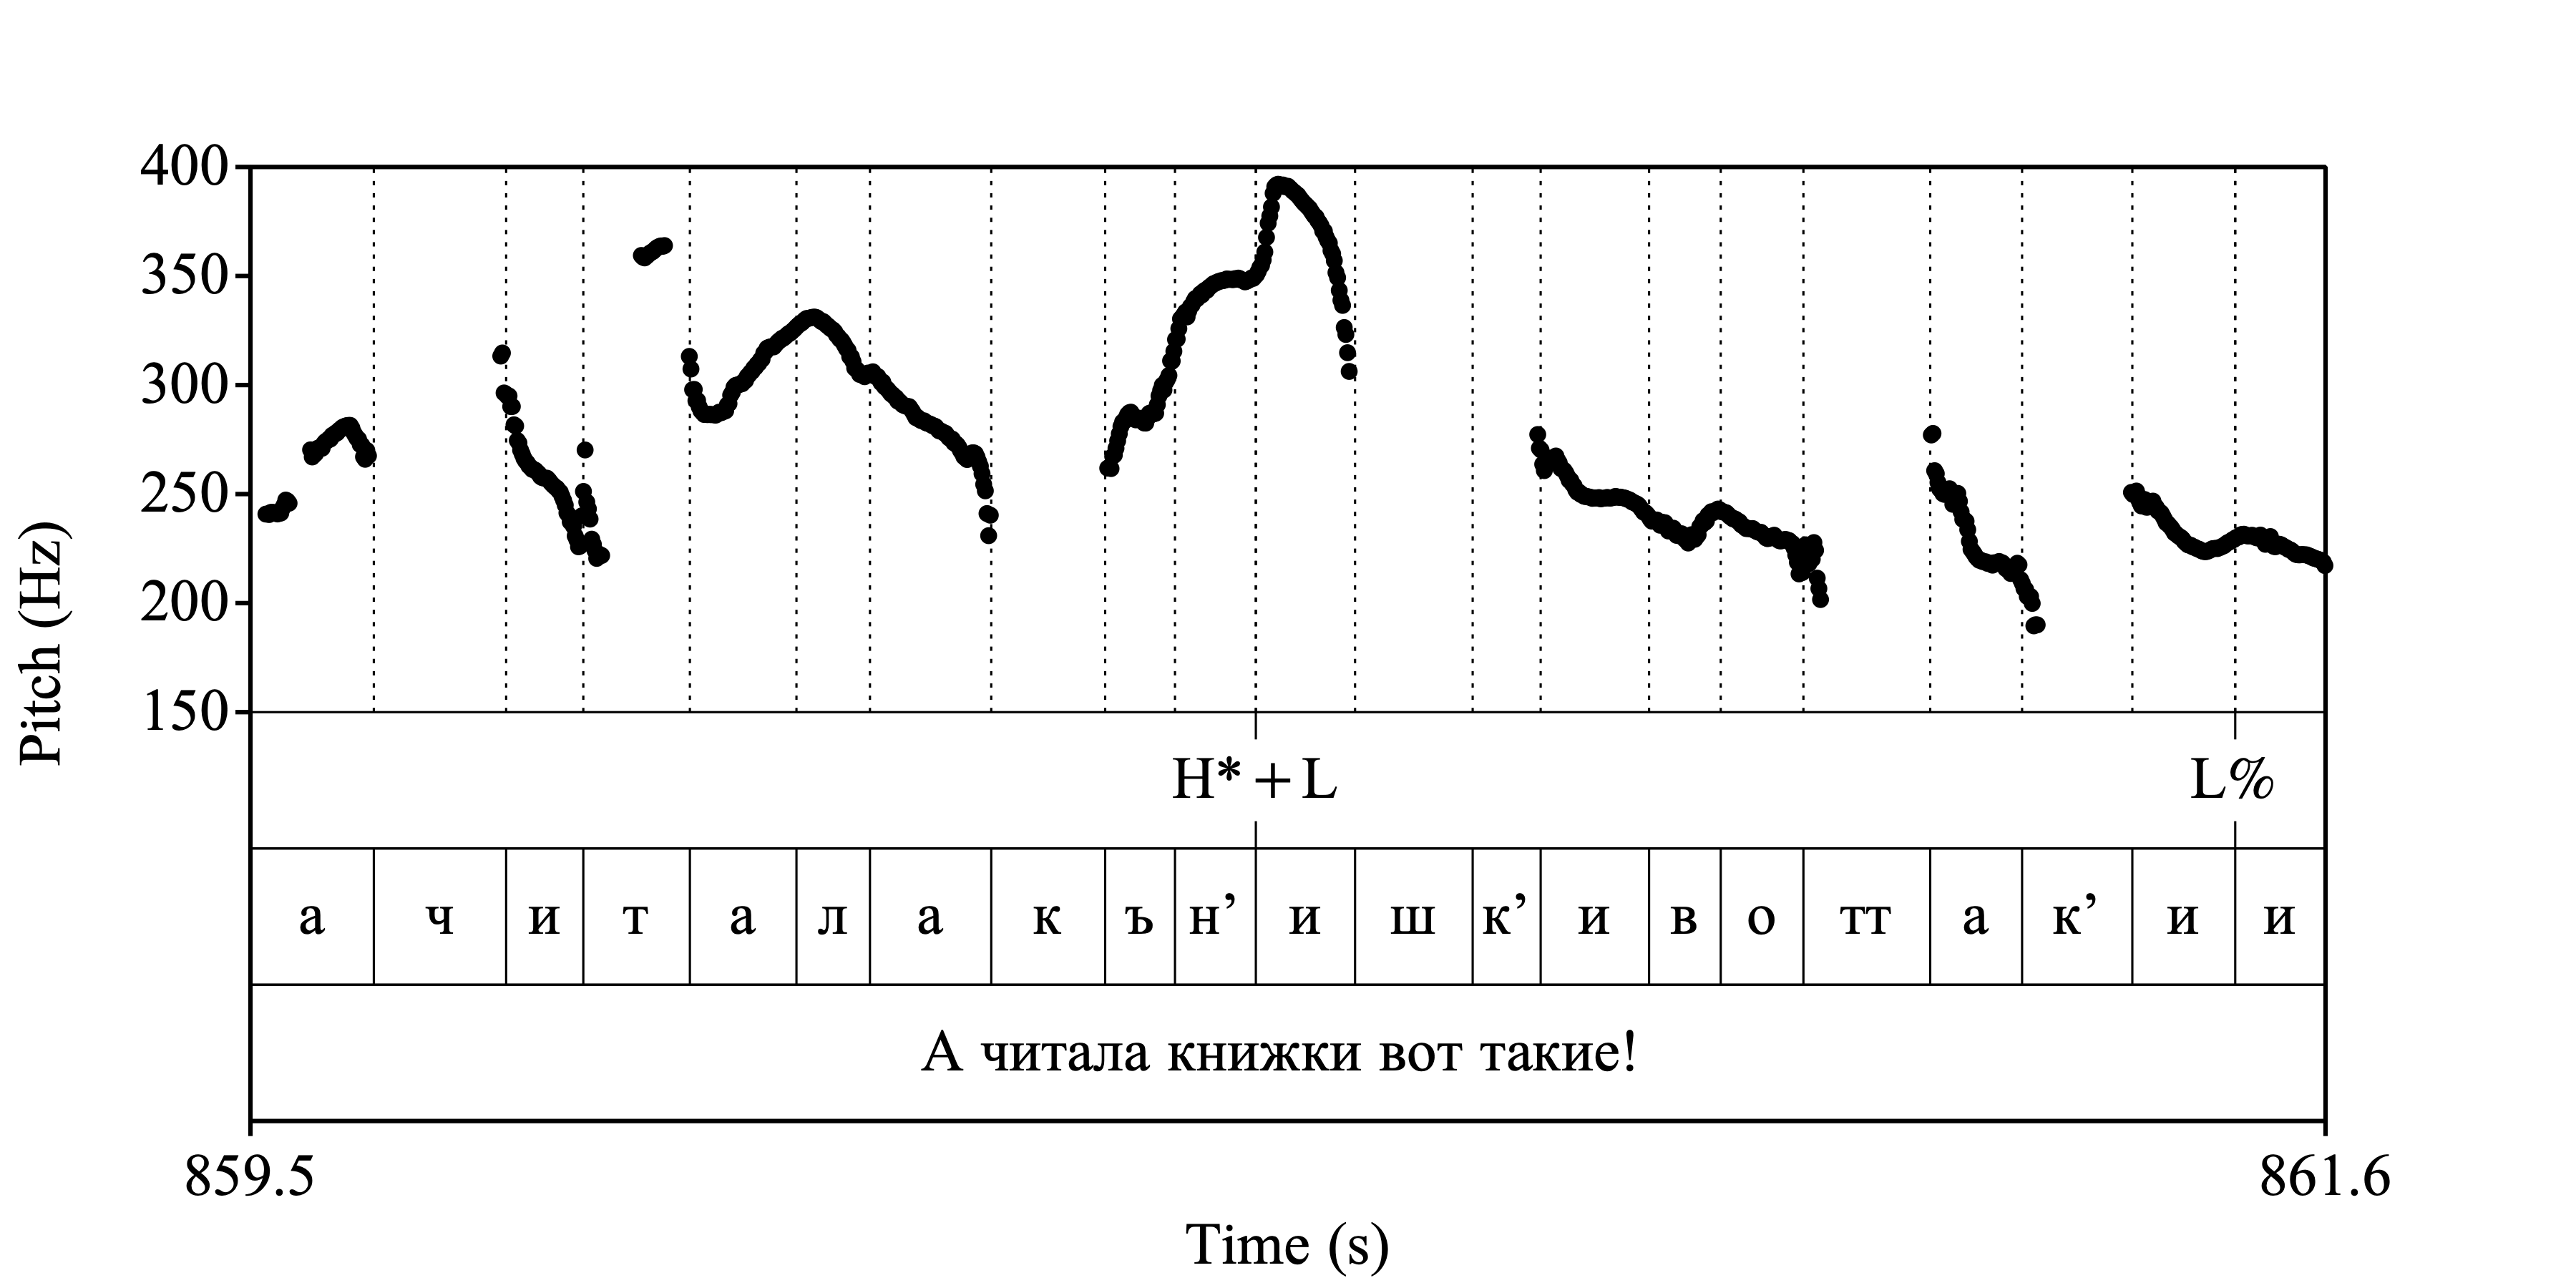 400
350
300
250
200
150
Pitch (Hz)
H* + L L%
а ч и т а л а к ъ н’ и ш к’ и в о тт а к’ и и
А читала книжки вот такие!
859.5 861.6
Time (s)